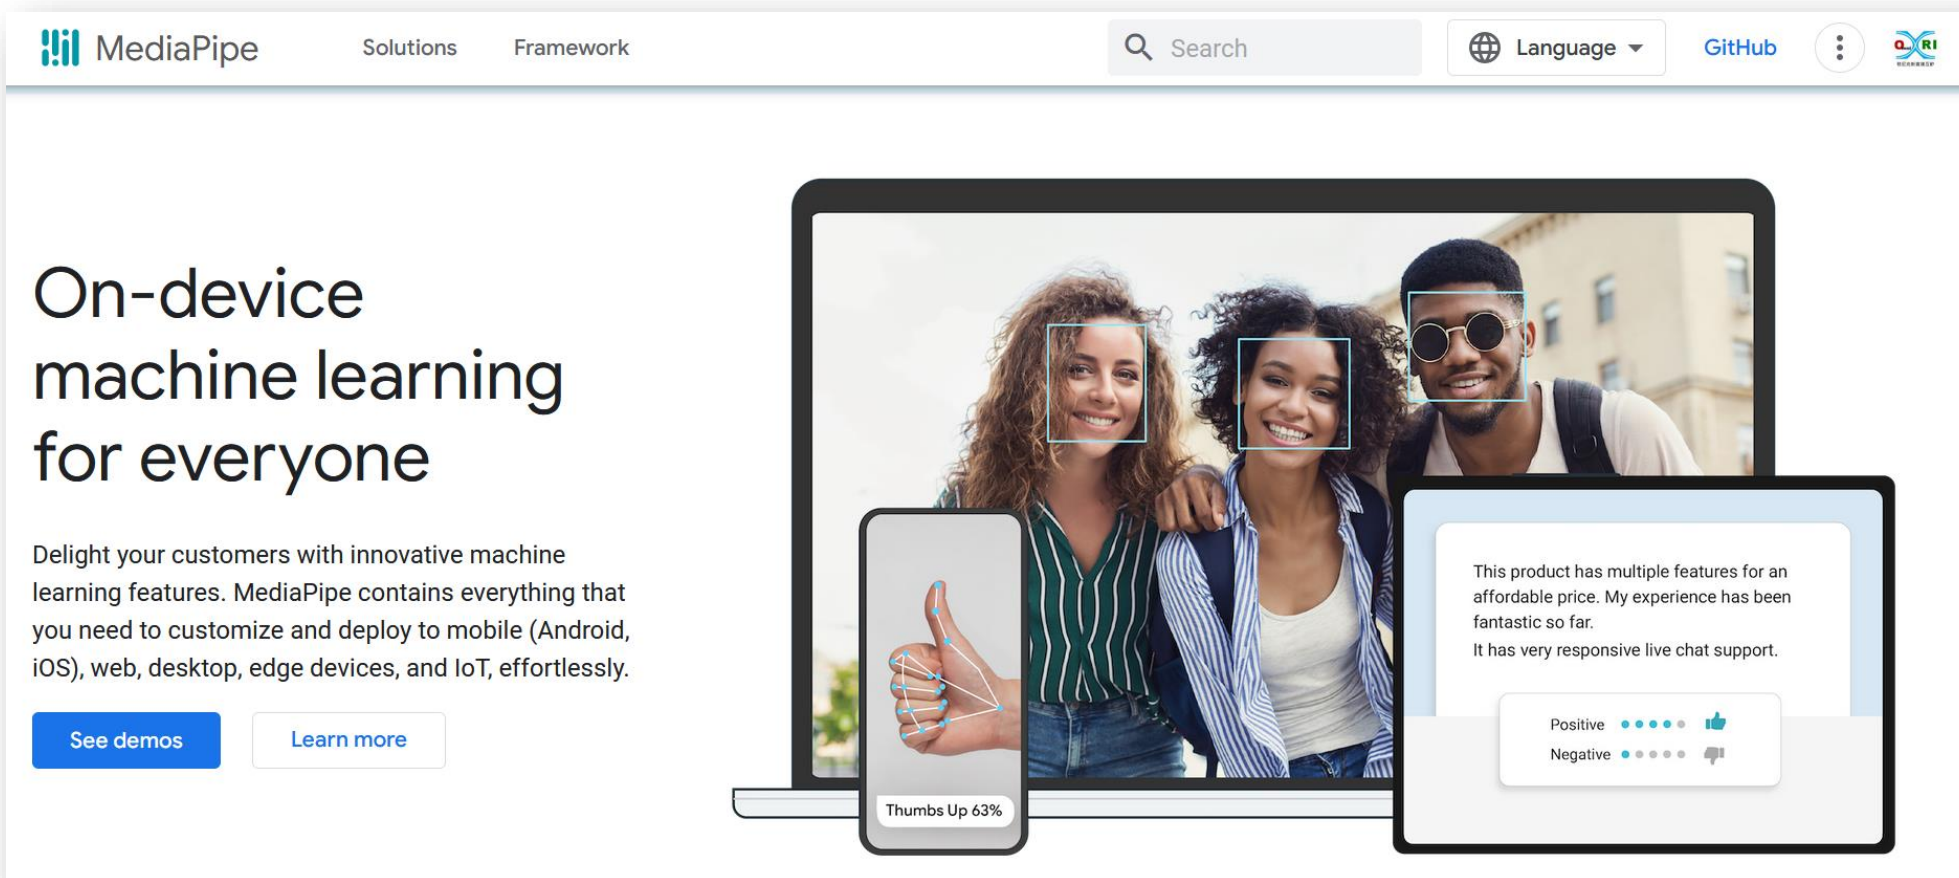 MediaPipe
Solutions
Framework
Search
Language
GitHub
On-device
machine learning
for everyone
Delight your customers with innovative machine
learning features. MediaPipe contains everything that
you need to customize and deploy to mobile (Android,
iOS), web, desktop, edge devices, and IoT, effortlessly.
See demos
Learn more
Thumbs Up 63%
This product has multiple features for an
affordable price. My experience has been
fantastic so far.
It has very responsive live chat support.
Positive
Negative